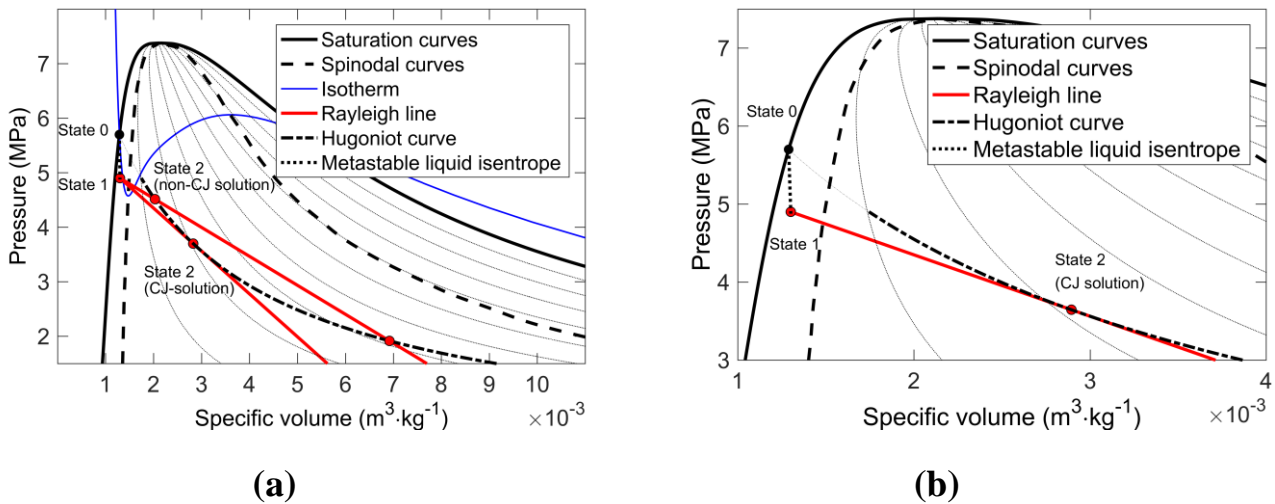 (a)
Pressure (MPa)
7
6
5
4
3
2
Saturation curves
Spinodal curves
Isotherm
Rayleigh line
Hugoniot curve
Metastable liquid isentrope
State 0
State 1
State 2
(non-CJ solution)
State 2
(CJ-solution)
1 2 3 4 5 6 7 8 9 10
Specific volume (m³·kg⁻¹)
×10⁻³
(a)
(b)
Pressure (MPa)
7
6
5
4
3
Saturation curves
Spinodal curves
Rayleigh line
Hugoniot curve
Metastable liquid isentrope
State 0
State 1
State 2
(CJ solution)
1 2 3 4
Specific volume (m³·kg⁻¹)
×10⁻³
(b)